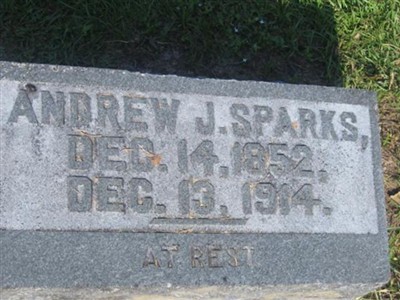 ANDREW J. SPARKS,
DEC. 14, 1852,
DEC. 13, 1914.
AT REST